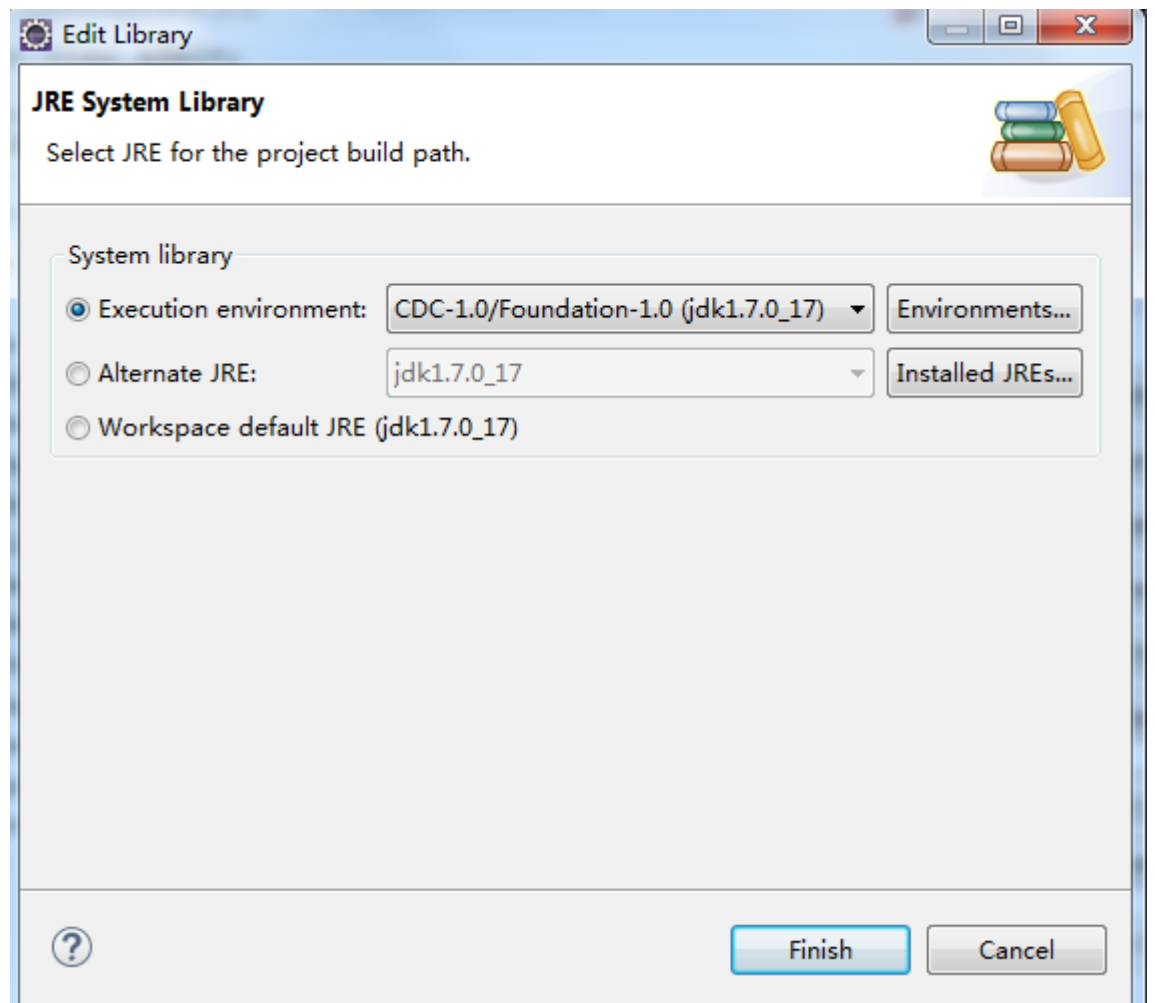 Edit Library
JRE System Library
Select JRE for the project build path.
System library
Execution environment: CDC-1.0/Foundation-1.0 (jdk1.7.0_17) Environments...
Alternate JRE: jdk1.7.0_17 Installed JREs...
Workspace default JRE (jdk1.7.0_17)
Finish Cancel